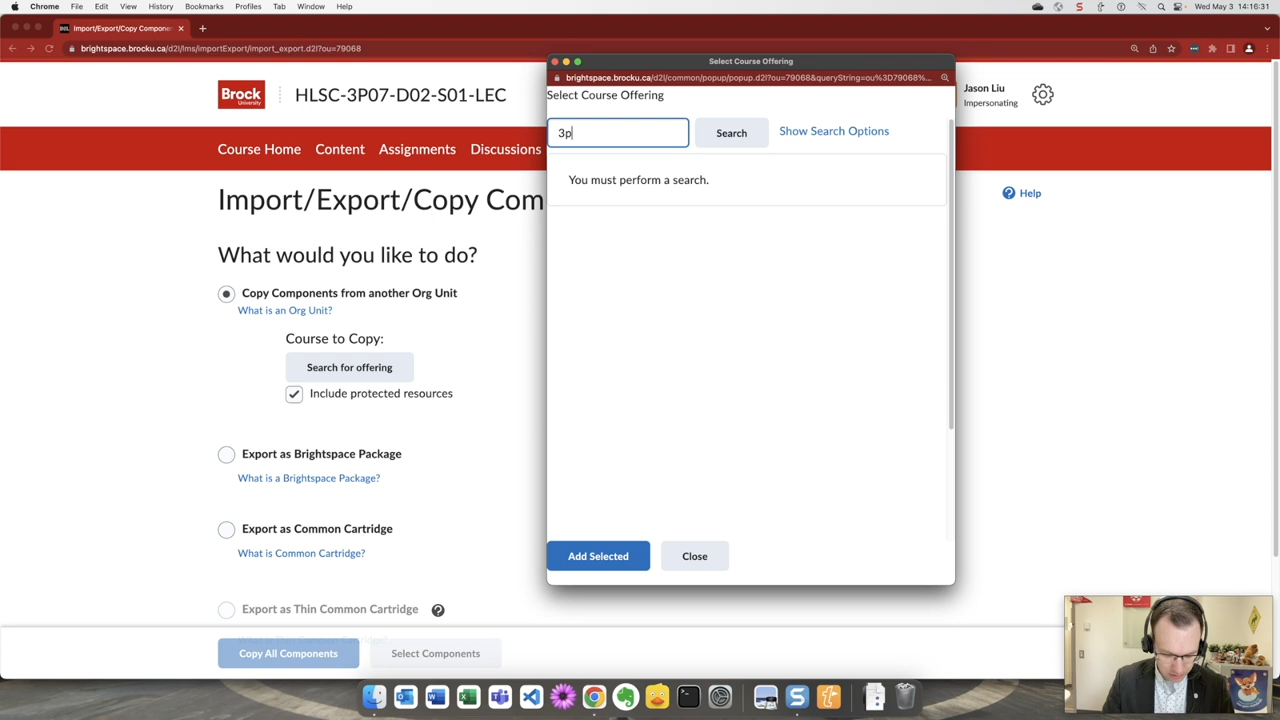 Chrome File Edit View History Bookmarks Profiles Tab Window Help Wed May 3 14:16:31
Import/Export/Copy Compone
brightspace.brocku.ca/d2l/lms/importExport/import_export.d2l?ou=79068
Select Course Offering
brightspace.brocku.ca/d2l/common/popup/popup.d2l?ou=79068&queryString=ou%3D79068%...
Brock
University
HLSC-3P07-D02-S01-LEC
Select Course Offering
Jason Liu
Impersonating
3p
Search
Show Search Options
Course Home Content Assignments Discussions
You must perform a search.
Import/Export/Copy Com
Help
What would you like to do?
Copy Components from another Org Unit
What is an Org Unit?
Course to Copy:
Search for offering
Include protected resources
Export as Brightspace Package
What is a Brightspace Package?
Export as Common Cartridge
What is Common Cartridge?
Add Selected
Close
Export as Thin Common Cartridge
Copy All Components
Select Components